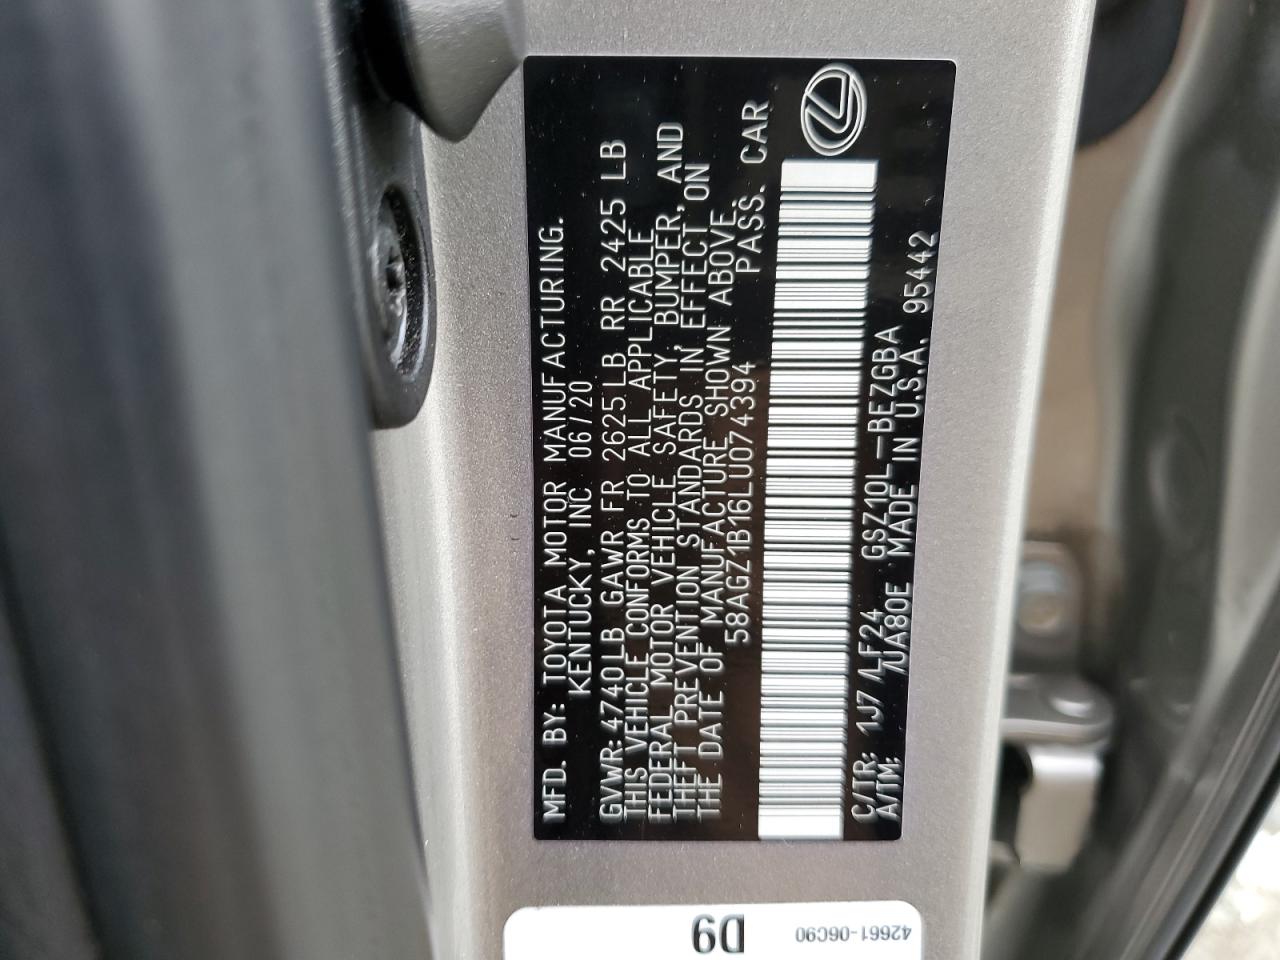 MFD. BY: TOYOTA MOTOR MANUFACTURING.
KENTUCKY, INC 06/20
GVWR 4740LB GAWR FR 2625LB RR 2425 LB
THIS VEHICLE CONFORMS TO ALL APPLICABLE
FEDERAL MOTOR VEHICLE SAFETY, BUMPER, AND
THEFT PREVENTION STANDARDS IN EFFECT ON
THE DATE OF MANUFACTURE SHOWN ABOVE.
58AGZ1B16LU074394 PASS. CAR
C/TR: 1J7 /LF24 GSZ10L-BEZGBA
A/TM: /UA80E MADE IN U.S.A. 95442
D9
42661-06C90